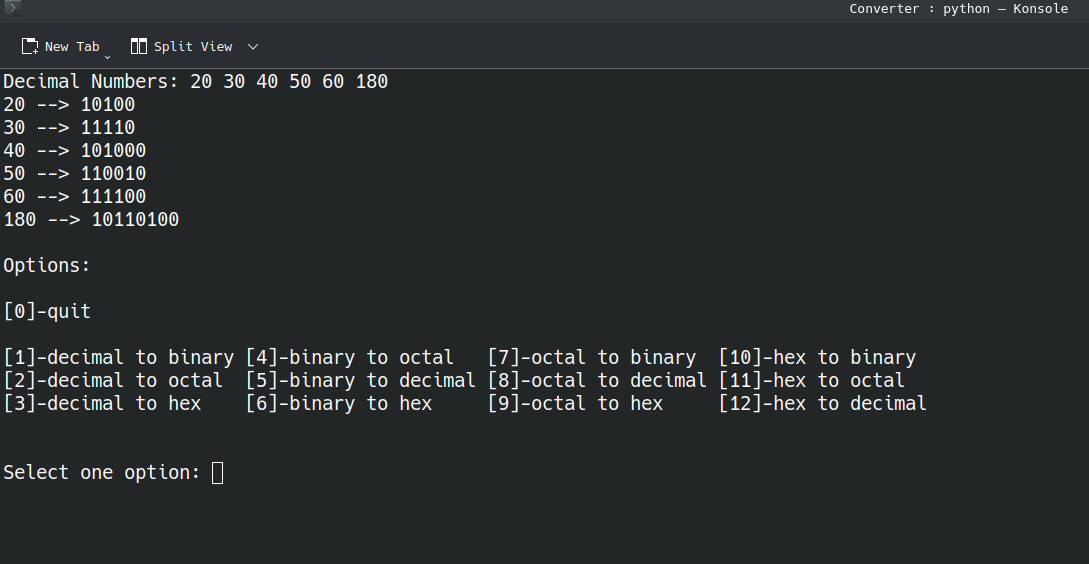 Converter : python — Konsole
New Tab Split View
Decimal Numbers: 20 30 40 50 60 180
20 --> 10100
30 --> 11110
40 --> 101000
50 --> 110010
60 --> 111100
180 --> 10110100
Options:
[0]-quit
[1]-decimal to binary [4]-binary to octal [7]-octal to binary [10]-hex to binary
[2]-decimal to octal [5]-binary to decimal [8]-octal to decimal [11]-hex to octal
[3]-decimal to hex [6]-binary to hex [9]-octal to hex [12]-hex to decimal
Select one option: